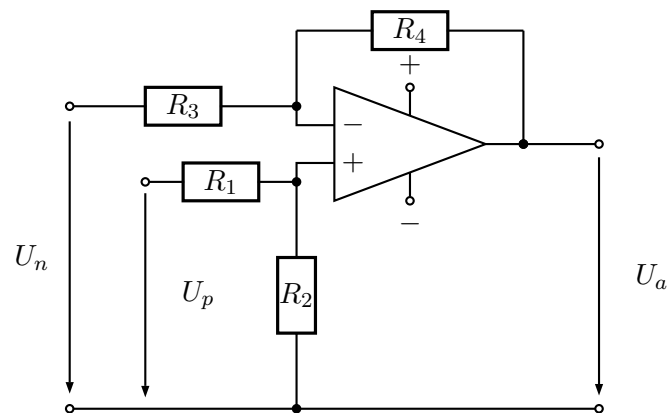 R4
+
R3
−
+
R1
−
Un
Up
R2
Ua